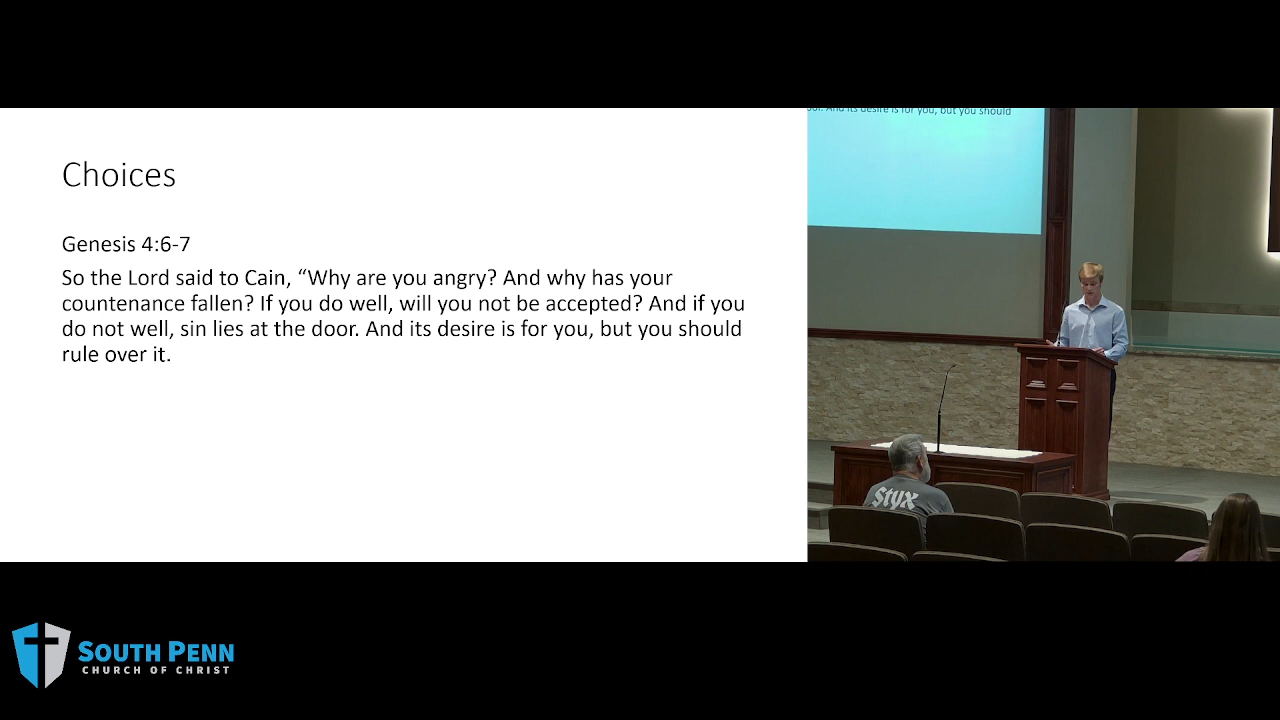 Choices
Genesis 4:6-7
So the Lord said to Cain, “Why are you angry? And why has your
countenance fallen? If you do well, will you not be accepted? And if you
do not well, sin lies at the door. And its desire is for you, but you should
rule over it.
door. And its desire is for you, but you should
Styx
SOUTH PENN
CHURCH OF CHRIST